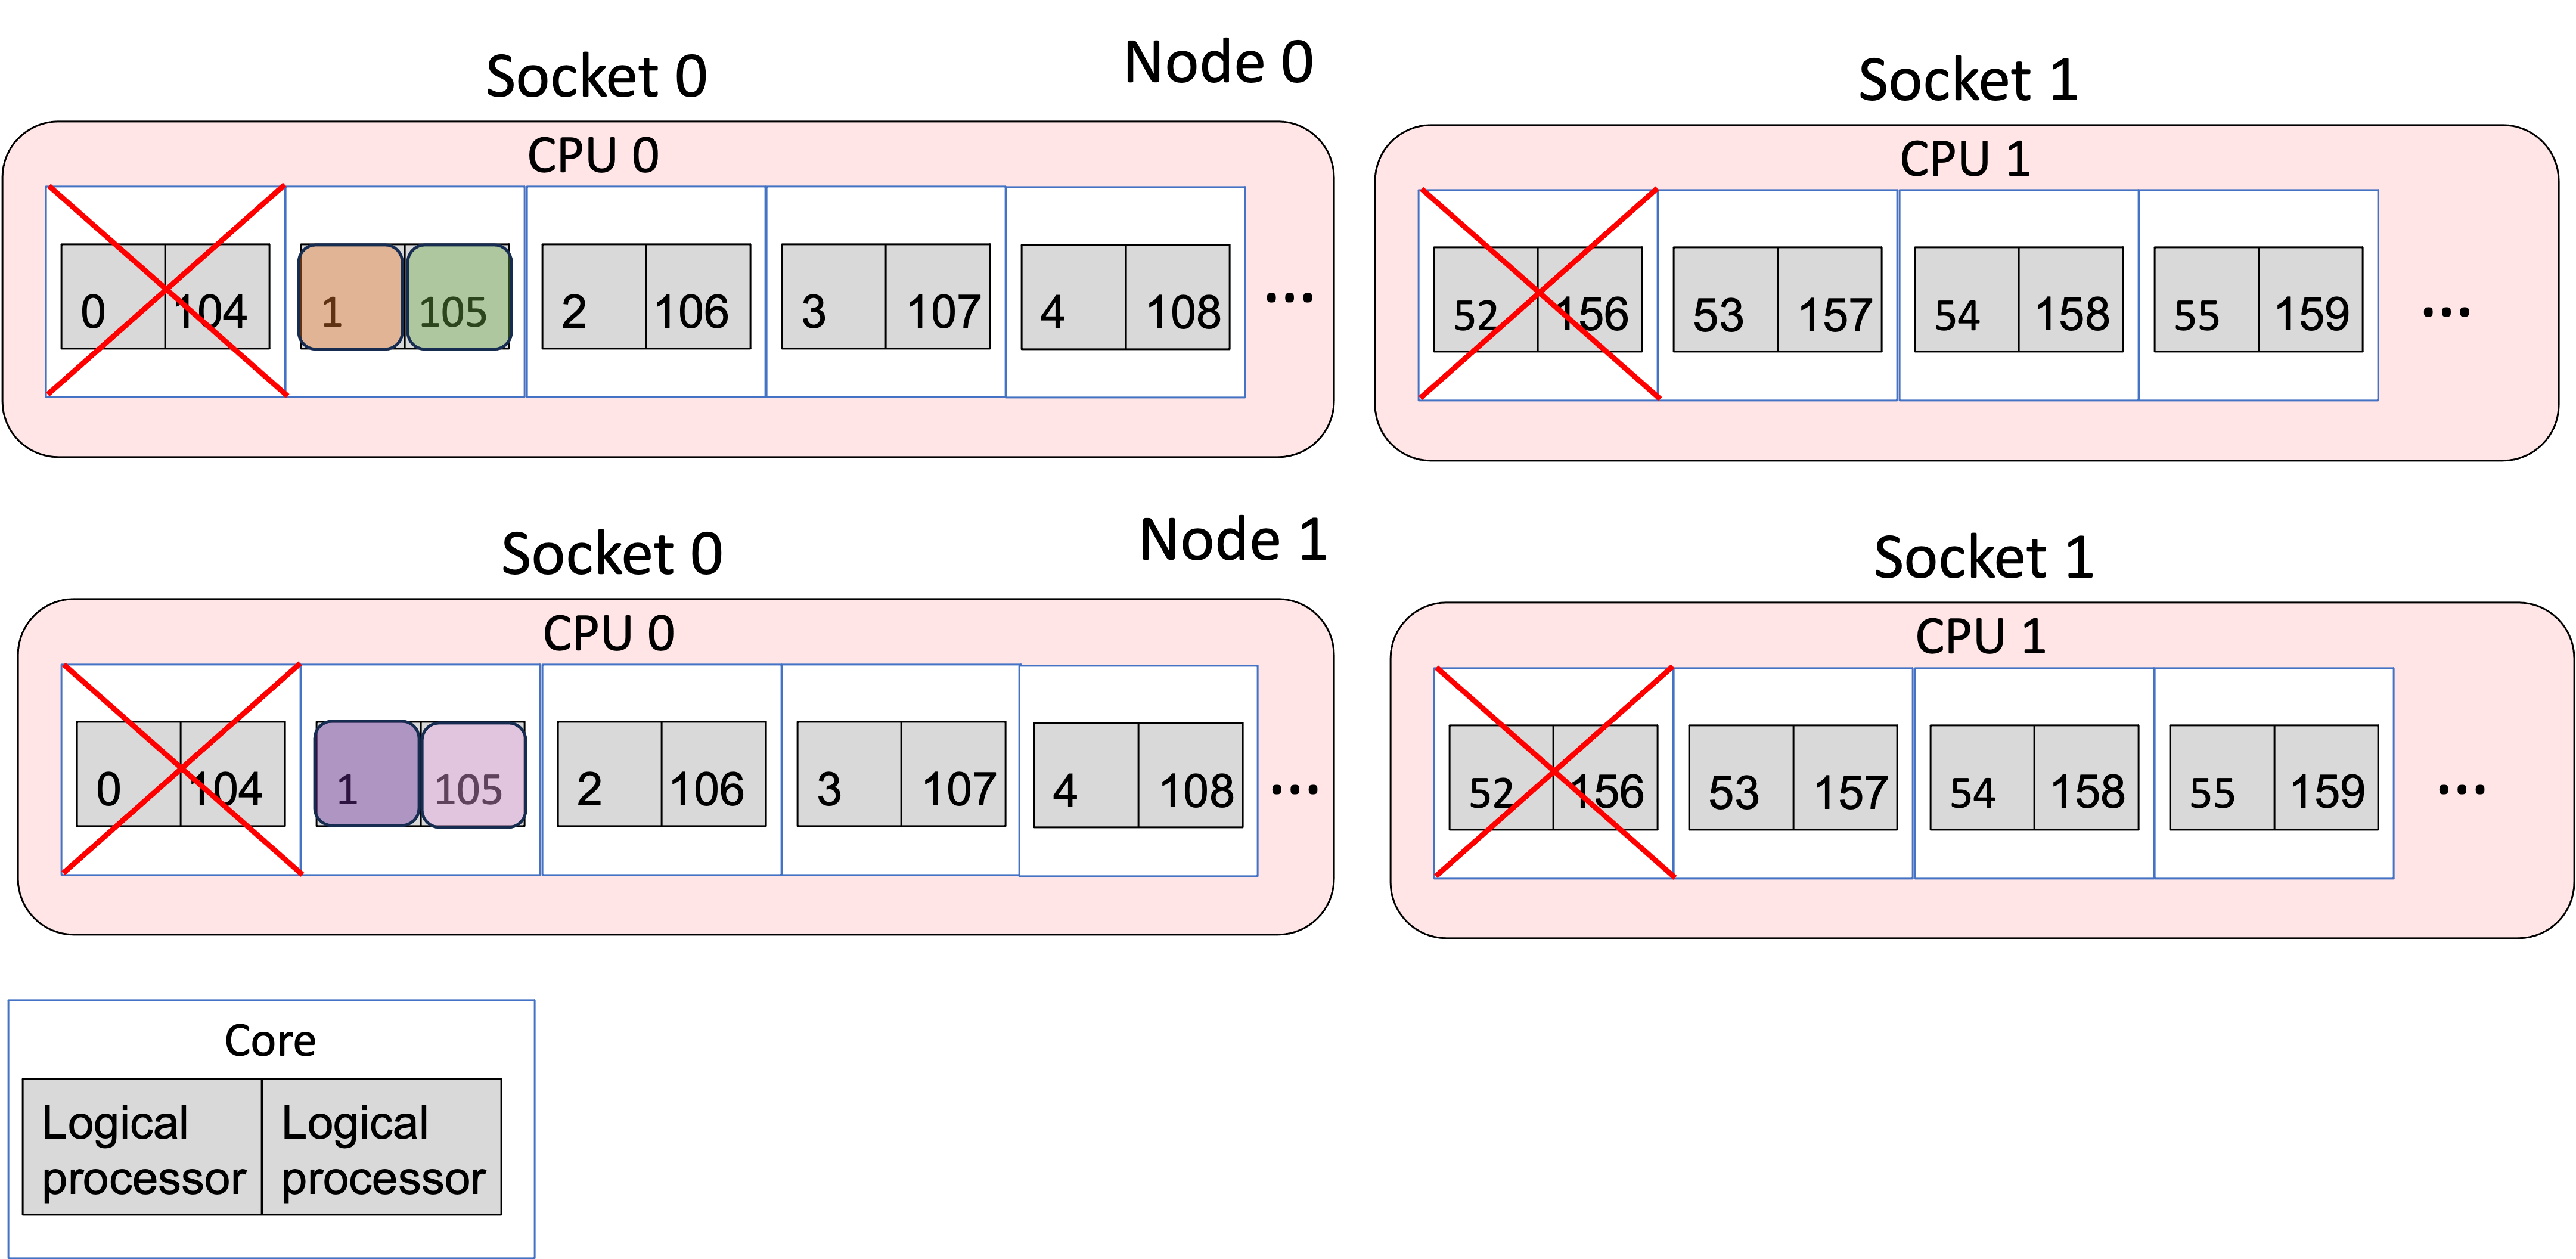 Socket 0
Node 0
Socket 1
CPU 0
CPU 1
0 104 1 105 2 106 3 107 4 108 ...
52 156 53 157 54 158 55 159 ...
Socket 0
Node 1
Socket 1
CPU 0
CPU 1
0 104 1 105 2 106 3 107 4 108 ...
52 156 53 157 54 158 55 159 ...
Core
Logical
processor
Logical
processor